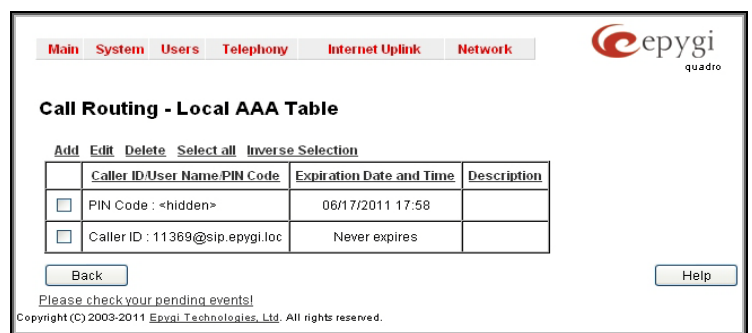 Main System Users Telephony Internet Uplink Network
epygi
quadro
Call Routing - Local AAA Table
Add Edit Delete Select all Inverse Selection
Caller ID/User Name/PIN Code Expiration Date and Time Description
PIN Code : <hidden> 06/17/2011 17:58
Caller ID : 11369@sip.epygi.loc Never expires
Back Help
Please check your pending events!
Copyright (C) 2003-2011 Epygi Technologies, Ltd. All rights reserved.